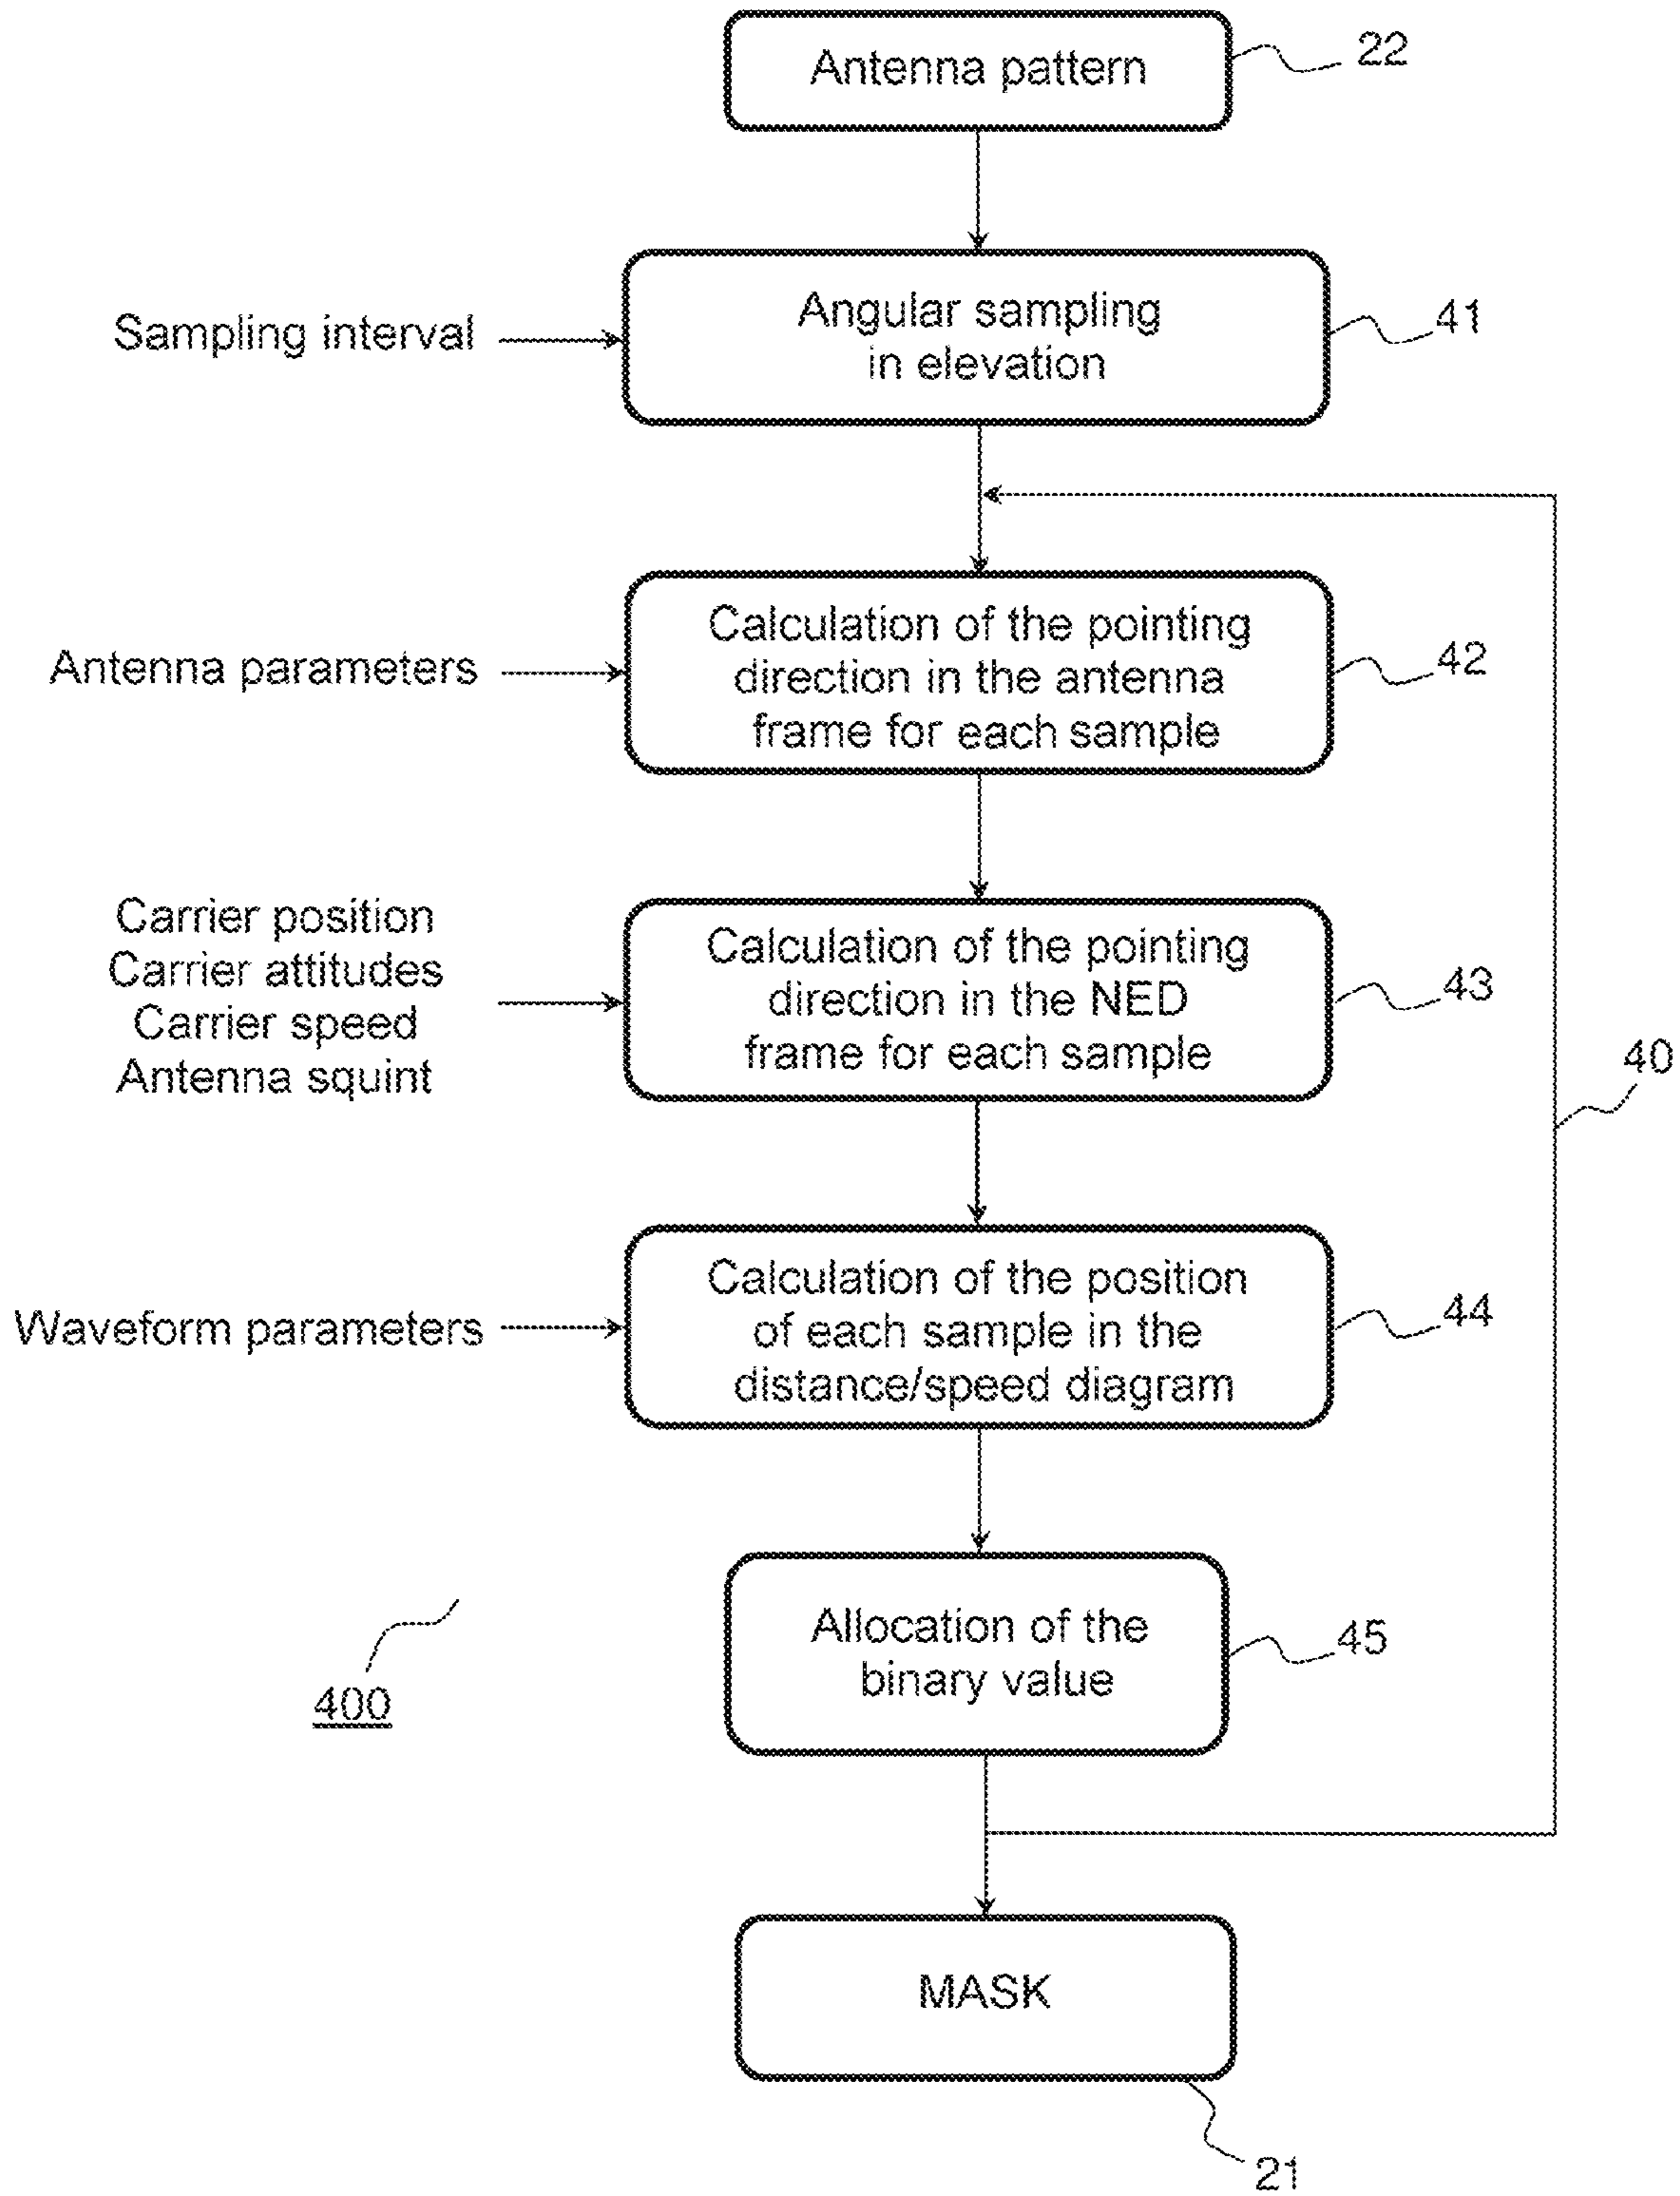 Antenna pattern
22
Sampling interval
Angular sampling
in elevation
41
Antenna parameters
Calculation of the pointing
direction in the antenna
frame for each sample
42
Carrier position
Carrier attitudes
Carrier speed
Antenna squint
Calculation of the pointing
direction in the NED
frame for each sample
43
40
Waveform parameters
Calculation of the position
of each sample in the
distance/speed diagram
44
Allocation of the
binary value
45
400
MASK
21